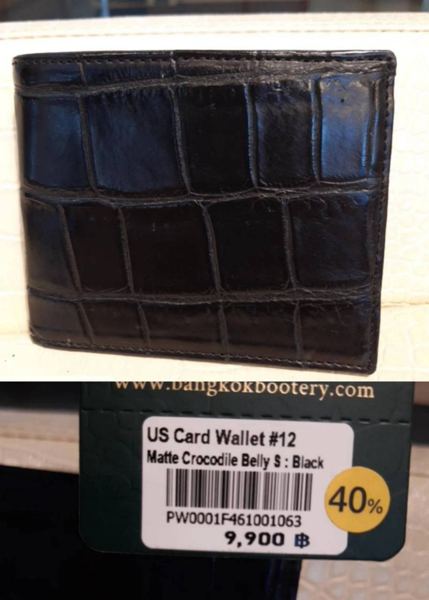 www.bangkokbootery.com
US Card Wallet #12
Matte Crocodile Belly S : Black
PW0001F461001063
9,900 ฿
40%